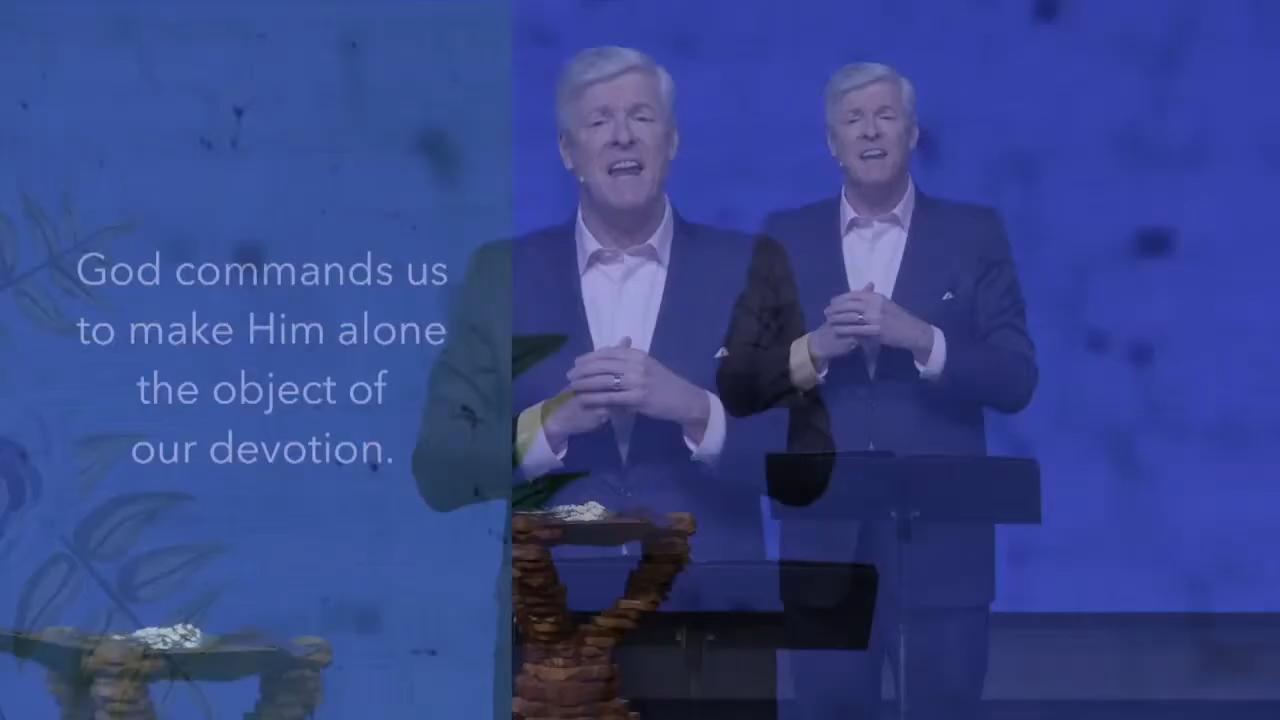 God commands us
to make Him alone
the object of
our devotion.